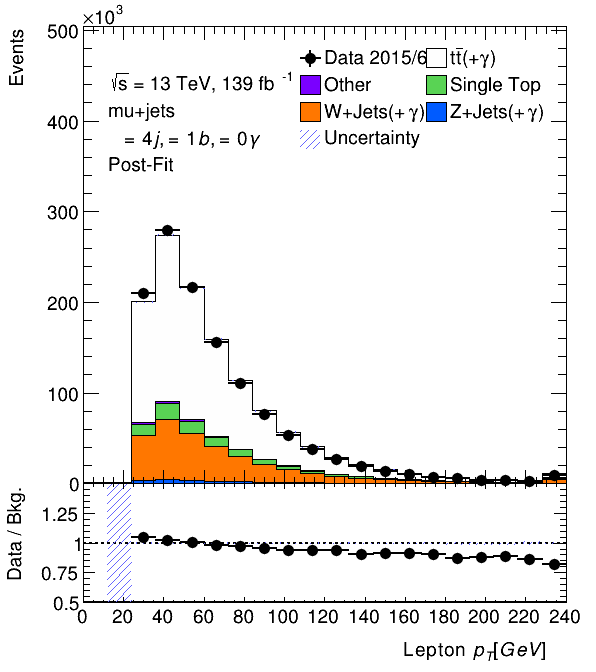 ×10³
Events
500
400
300
200
100
0
√s = 13 TeV, 139 fb⁻¹
mu+jets
= 4j, = 1b, = 0γ
Post-Fit
Data 2015/6
tt̄(+γ)
Other
Single Top
W+Jets(+γ)
Z+Jets(+γ)
Uncertainty
Data / Bkg.
1.25
1
0.75
0.5
0 20 40 60 80 100 120 140 160 180 200 220 240
Lepton p_T[GeV]